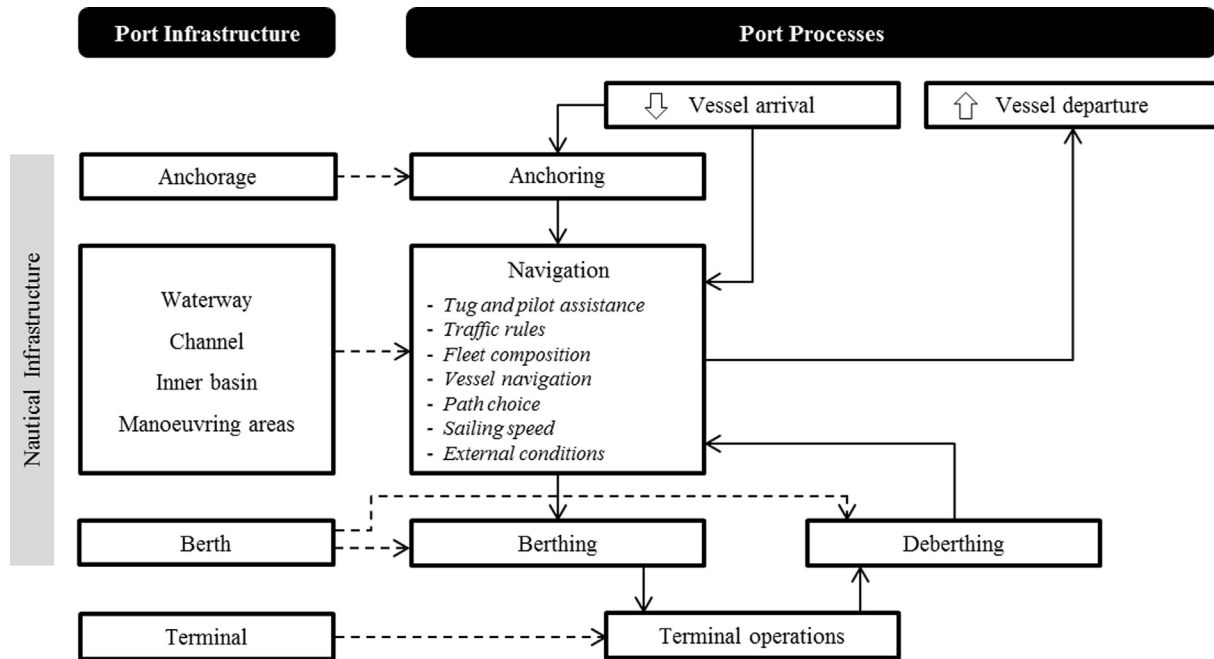 Port Infrastructure
Port Processes
Vessel arrival
Vessel departure
Nautical Infrastructure
Anchorage
Anchoring
Waterway
Channel
Inner basin
Manoeuvring areas
Navigation
- Tug and pilot assistance
- Traffic rules
- Fleet composition
- Vessel navigation
- Path choice
- Sailing speed
- External conditions
Berth
Berthing
Deberthing
Terminal
Terminal operations